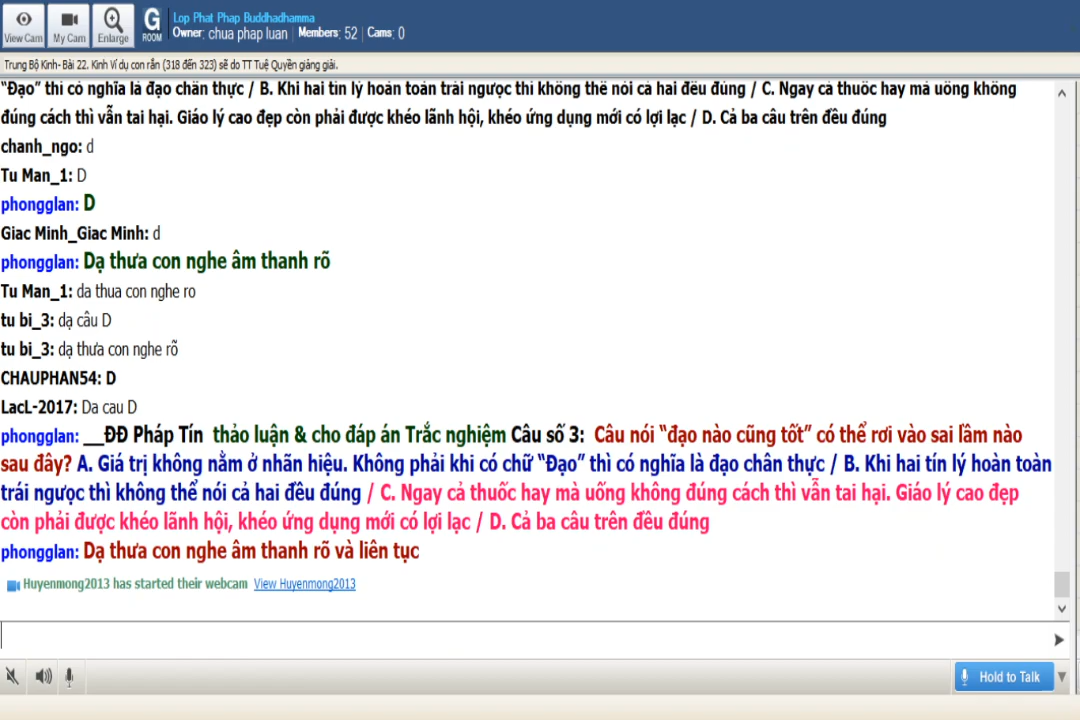 View Cam
My Cam
Enlarge
G
ROOM
Lop Phat Phap Buddhadhamma
Owner: chua phap luan | Members: 52 | Cams: 0
Trung Bộ Kinh- Bài 22. Kinh Ví dụ con rắn (318 đến 323) sẽ do TT Tuệ Quyền giảng giải.
“Đạo” thì có nghĩa là đạo chân thực / B. Khi hai tín lý hoàn toàn trái ngược thì không thể nói cả hai đều đúng / C. Ngay cả thuốc hay mà uống không
đúng cách thì vẫn tai hại. Giáo lý cao đẹp còn phải được khéo lãnh hội, khéo ứng dụng mới có lợi lạc / D. Cả ba câu trên đều đúng
chanh_ngo: d
Tu Man_1: D
phongglan: D
Giac Minh_Giac Minh: d
phongglan: Dạ thưa con nghe âm thanh rõ
Tu Man_1: da thua con nghe ro
tu bi_3: dạ câu D
tu bi_3: dạ thưa con nghe rõ
CHAUPHAN54: D
LacL-2017: Da cau D
phongglan: __ĐĐ Pháp Tín thảo luận & cho đáp án Trắc nghiệm Câu số 3: Câu nói “đạo nào cũng tốt” có thể rơi vào sai lầm nào
sau đây? A. Giá trị không nằm ở nhãn hiệu. Không phải khi có chữ “Đạo” thì có nghĩa là đạo chân thực / B. Khi hai tín lý hoàn toàn
trái ngược thì không thể nói cả hai đều đúng / C. Ngay cả thuốc hay mà uống không đúng cách thì vẫn tai hại. Giáo lý cao đẹp
còn phải được khéo lãnh hội, khéo ứng dụng mới có lợi lạc / D. Cả ba câu trên đều đúng
phongglan: Dạ thưa con nghe âm thanh rõ và liên tục
Huyenmong2013 has started their webcam View Huyenmong2013
Hold to Talk